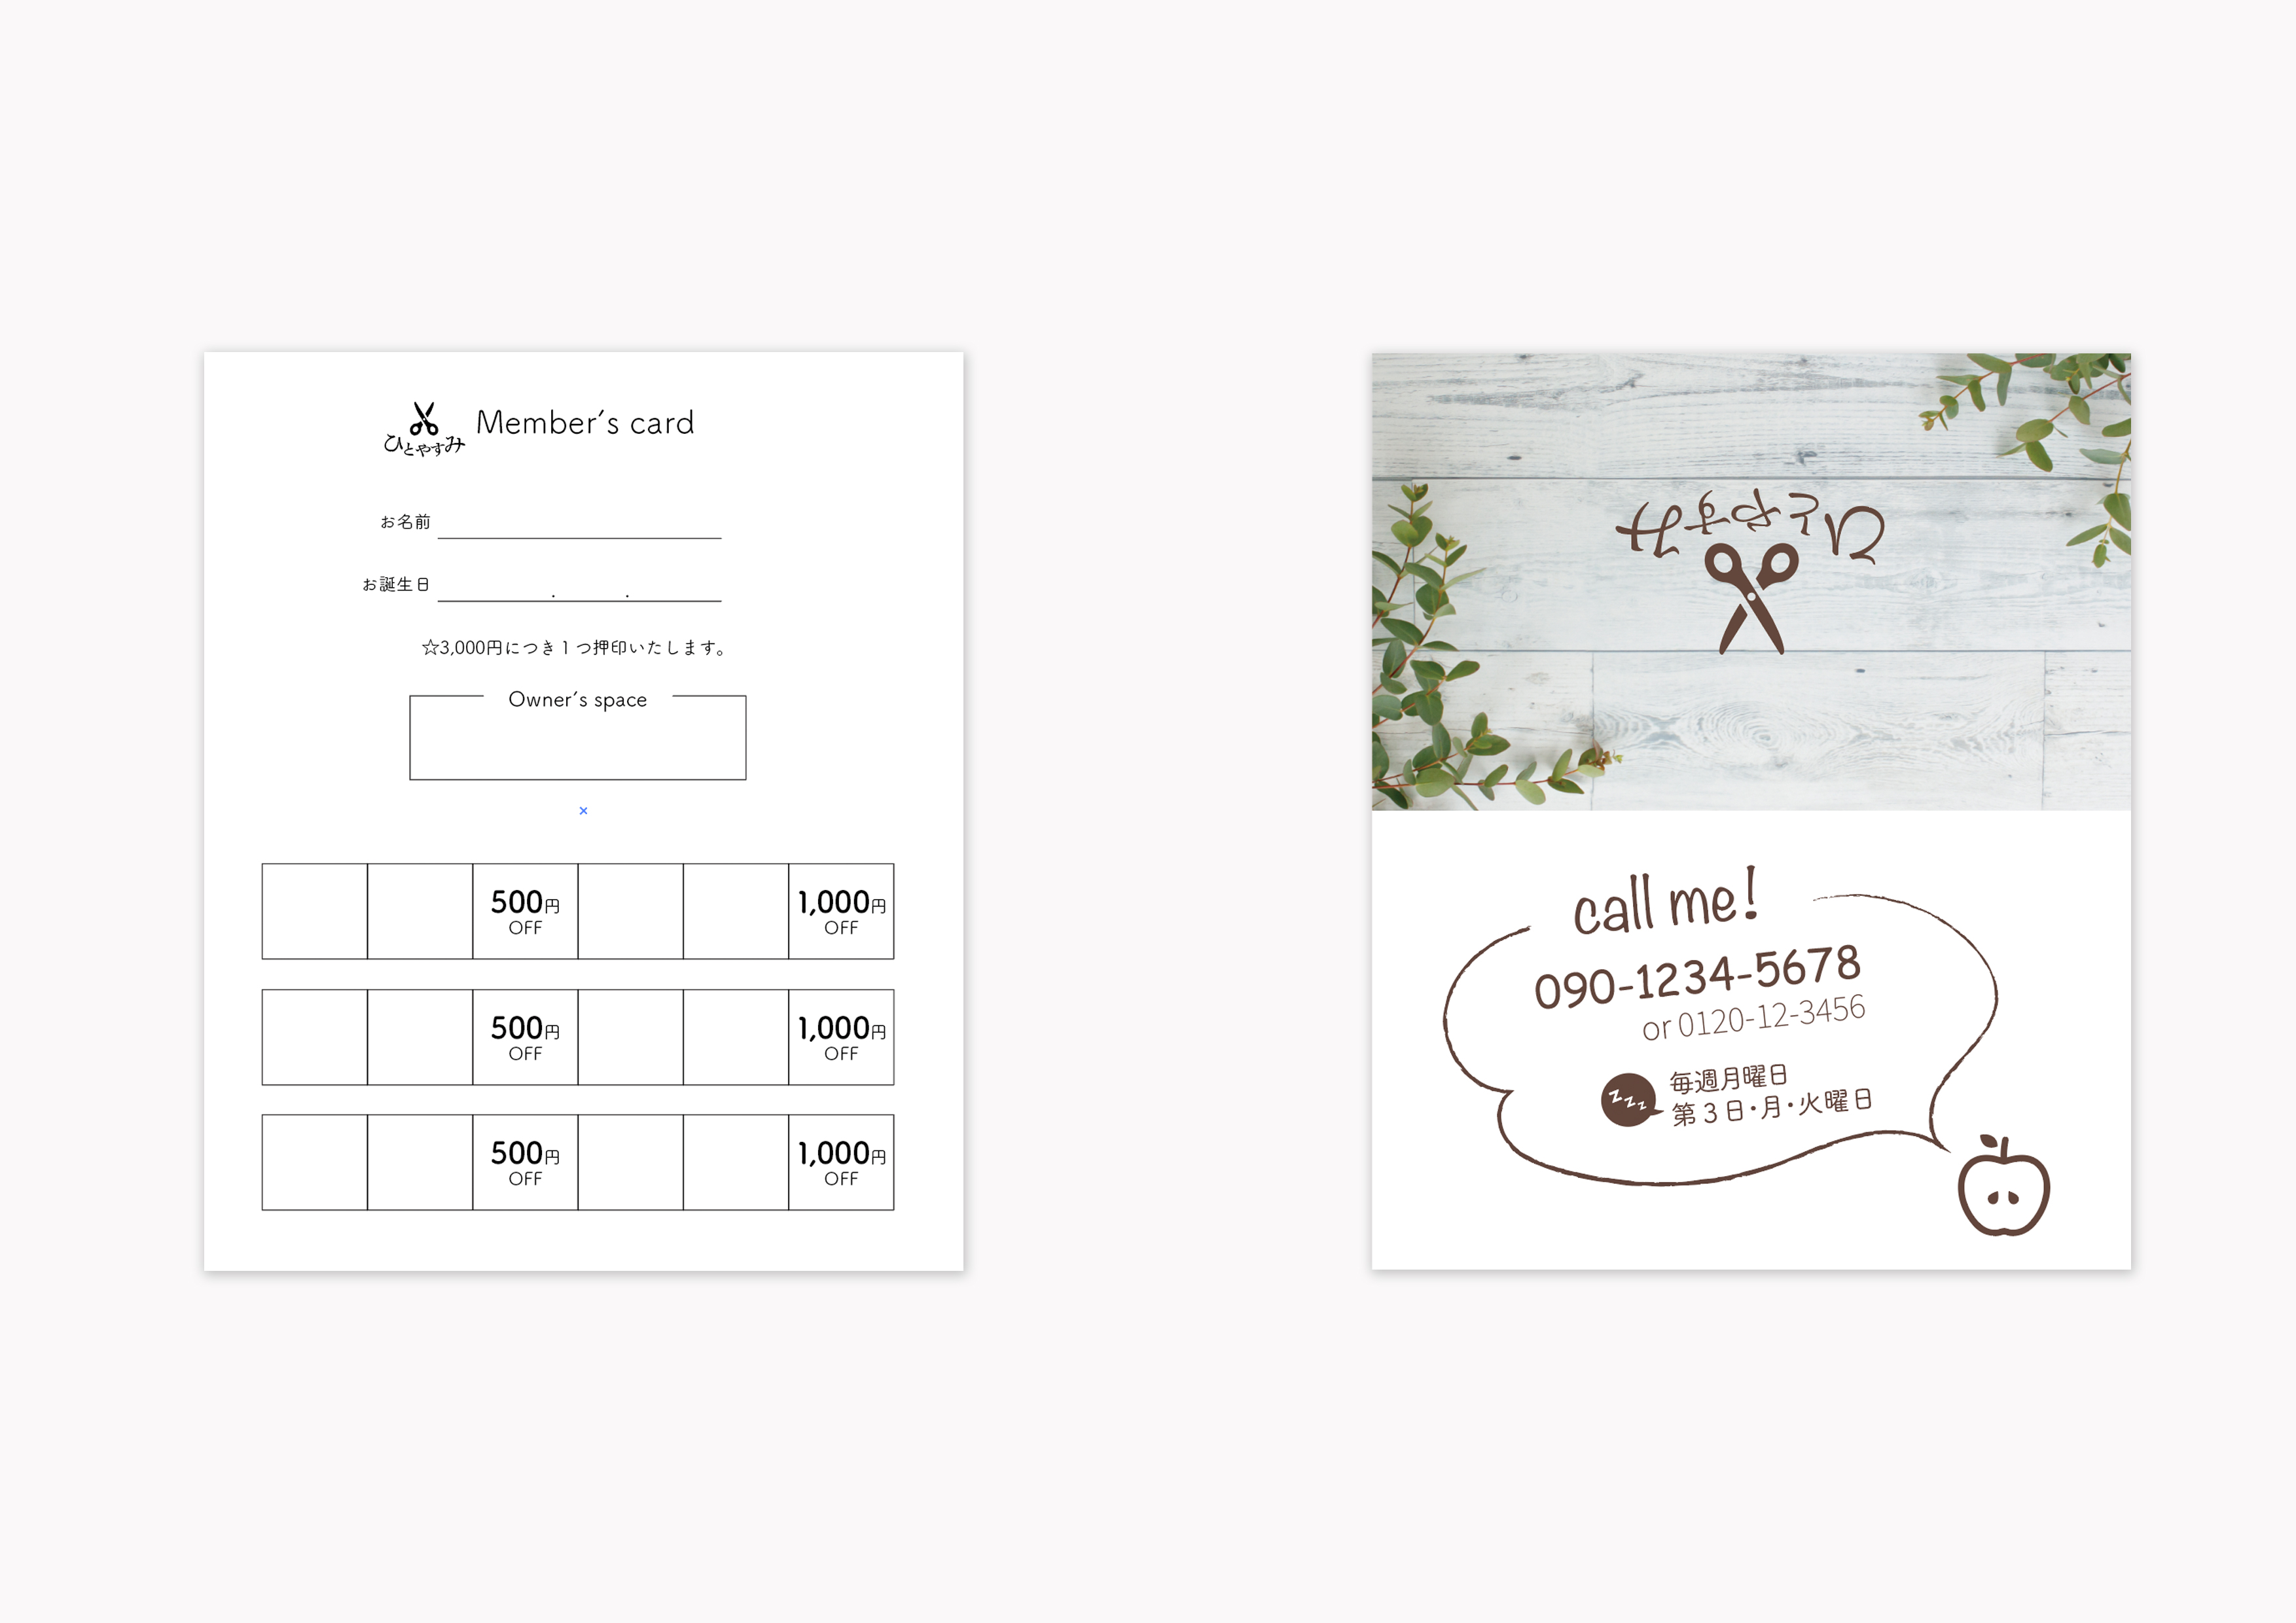 Member's card
ひとやすみ
お名前
お誕生日 . .
☆3,000円につき1つ押印いたします。
Owner's space
500円 1,000円
OFF OFF
500円 1,000円
OFF OFF
500円 1,000円
OFF OFF
ひとやすみ
call me!
090-1234-5678
or 0120-12-3456
zzz
毎週月曜日
第3日・月・火曜日